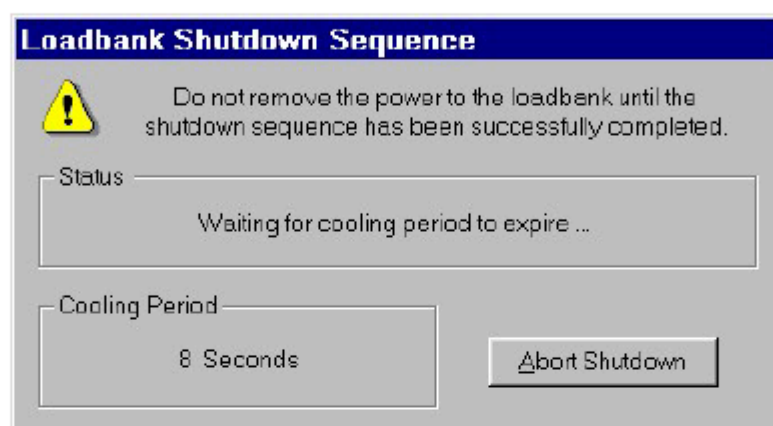 Loadbank Shutdown Sequence
Do not remove the power to the loadbank until the
shutdown sequence has been successfully completed.
Status
Waiting for cooling period to expire ...
Cooling Period
8 Seconds
Abort Shutdown